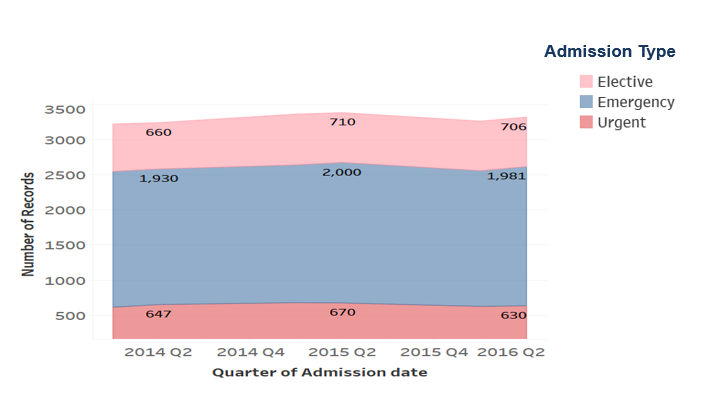 Admission Type
Elective
Emergency
Urgent
Number of Records
3500
3000
2500
2000
1500
1000
500
660
710
706
1,930
2,000
1,981
647
670
630
2014 Q2
2014 Q4
2015 Q2
2015 Q4
2016 Q2
Quarter of Admission date